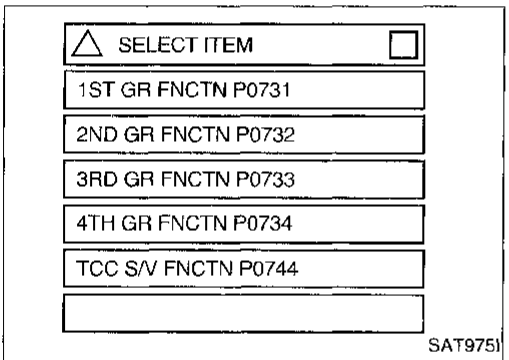 SELECT ITEM
1ST GR FNCTN P0731
2ND GR FNCTN P0732
3RD GR FNCTN P0733
4TH GR FNCTN P0734
TCC S/V FNCTN P0744
SAT975I